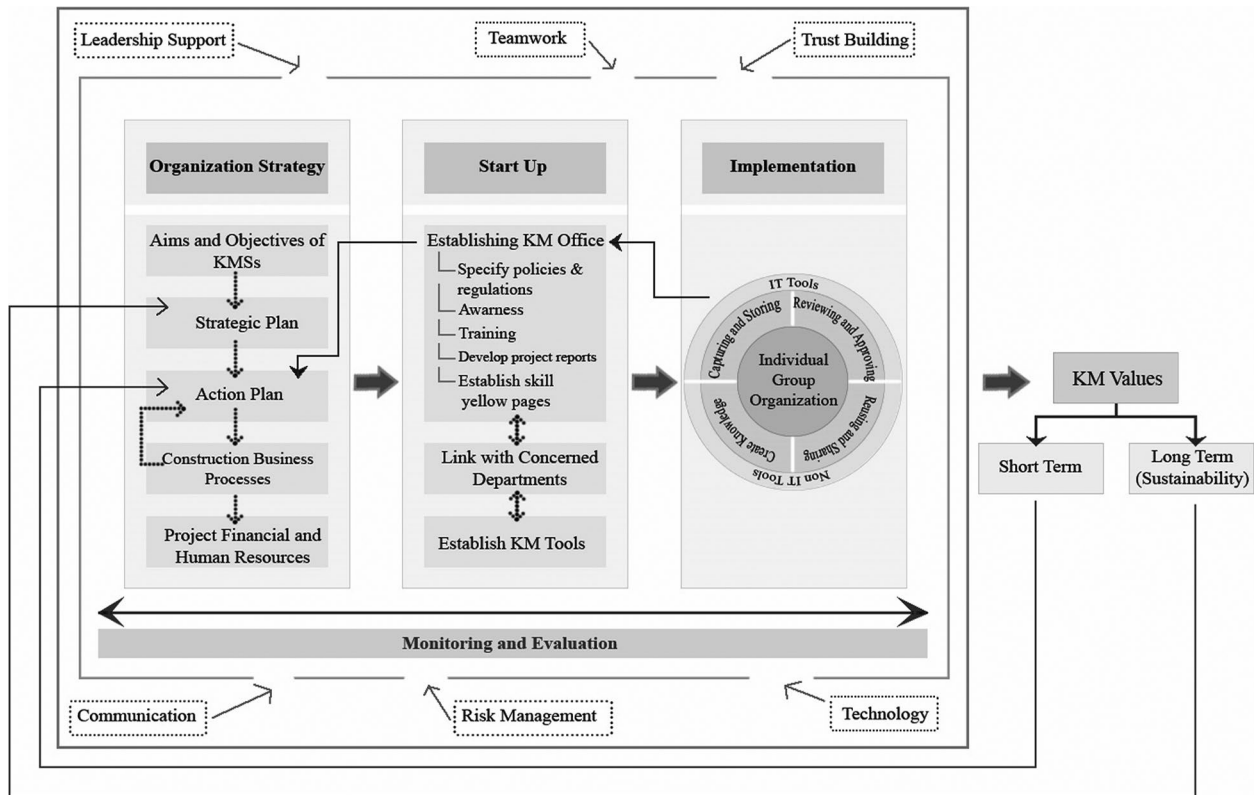 Leadership Support
Teamwork
Trust Building
Organization Strategy
Aims and Objectives of
KMSs
Strategic Plan
Action Plan
Construction Business
Processes
Project Financial and
Human Resources
Start Up
Establishing KM Office
Specify policies &
regulations
Awarness
Training
Develop project reports
Establish skill
yellow pages
Link with Concerned
Departments
Establish KM Tools
Implementation
IT Tools
Capturing and Storing
Reviewing and Approving
Individual
Group
Organization
Create Knowledge
Reusing and Sharing
Non IT Tools
KM Values
Short Term
Long Term
(Sustainability)
Monitoring and Evaluation
Communication
Risk Management
Technology